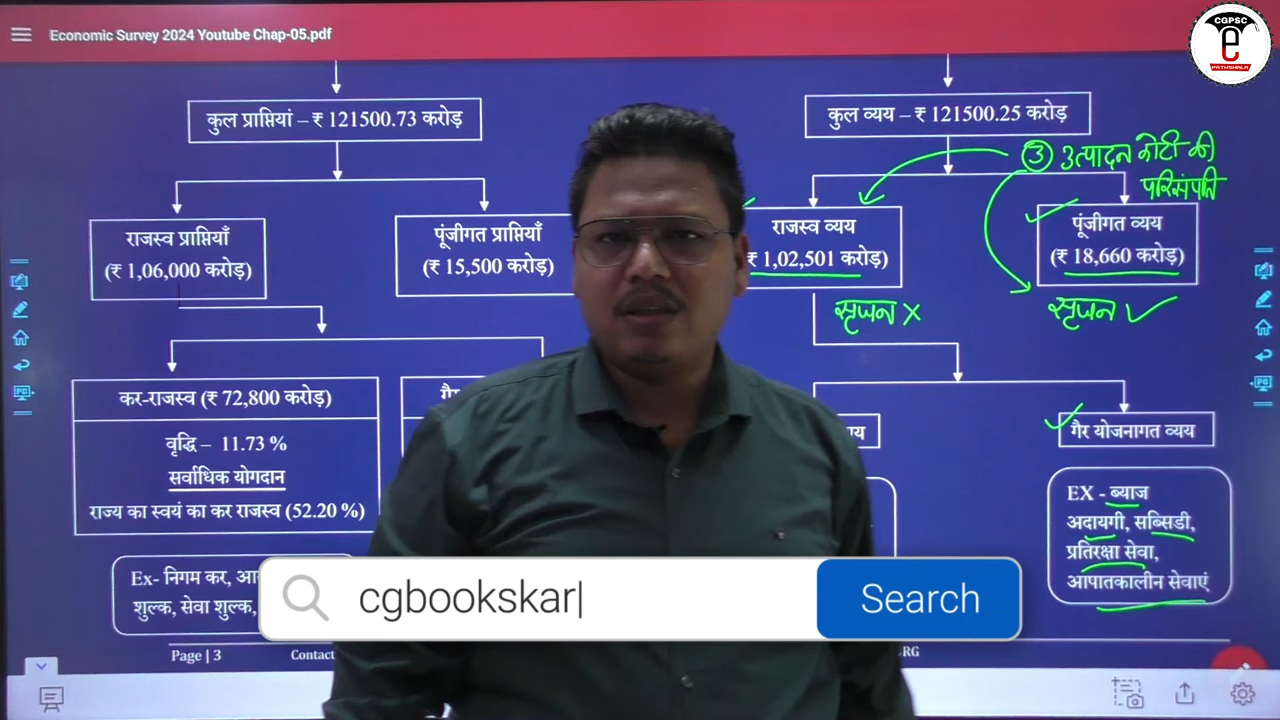 Economic Survey 2024 Youtube Chap-05.pdf
CGPSC
PATHSHALA
कुल प्राप्तियां – ₹ 121500.73 करोड़
कुल व्यय – ₹ 121500.25 करोड़
③ उत्पादन कोटी की
परिसंपत्ति
राजस्व प्राप्तियाँ
(₹ 1,06,000 करोड़)
पूंजीगत प्राप्तियाँ
(₹ 15,500 करोड़)
राजस्व व्यय
₹ 1,02,501 करोड़)
पूंजीगत व्यय
(₹ 18,660 करोड़)
सृजन ×
सृजन ✓
कर-राजस्व (₹ 72,800 करोड़)
वृद्धि – 11.73 %
सर्वाधिक योगदान
राज्य का स्वयं का कर राजस्व (52.20 %)
गैर योजनागत व्यय
EX - ब्याज
अदायगी, सब्सिडी,
प्रतिरक्षा सेवा,
आपातकालीन सेवाएं
Ex- निगम कर,
शुल्क, सेवा शुल्क,
cgbookskar
Search
Page | 3
Contact